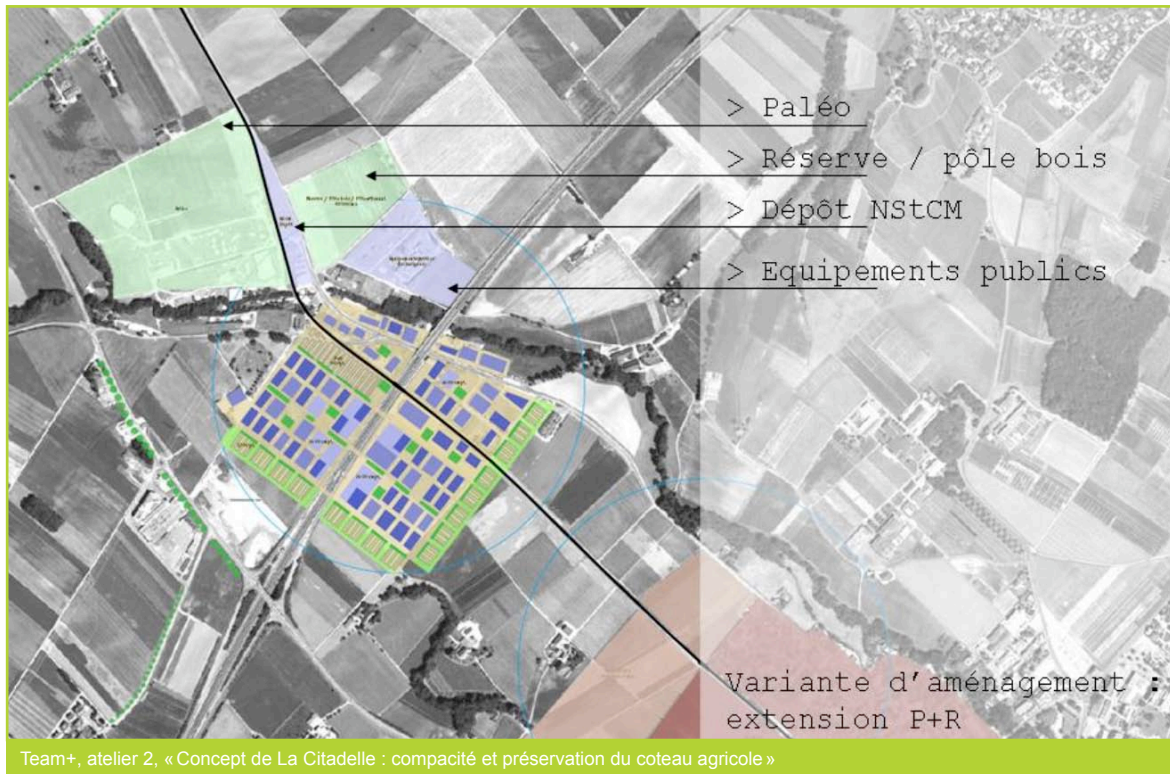 > Paléo
> Réserve / pôle bois
> Dépôt NStCM
> Equipements publics
Variante d'aménagement :
extension P+R
Team+, atelier 2, « Concept de La Citadelle : compacité et préservation du coteau agricole »